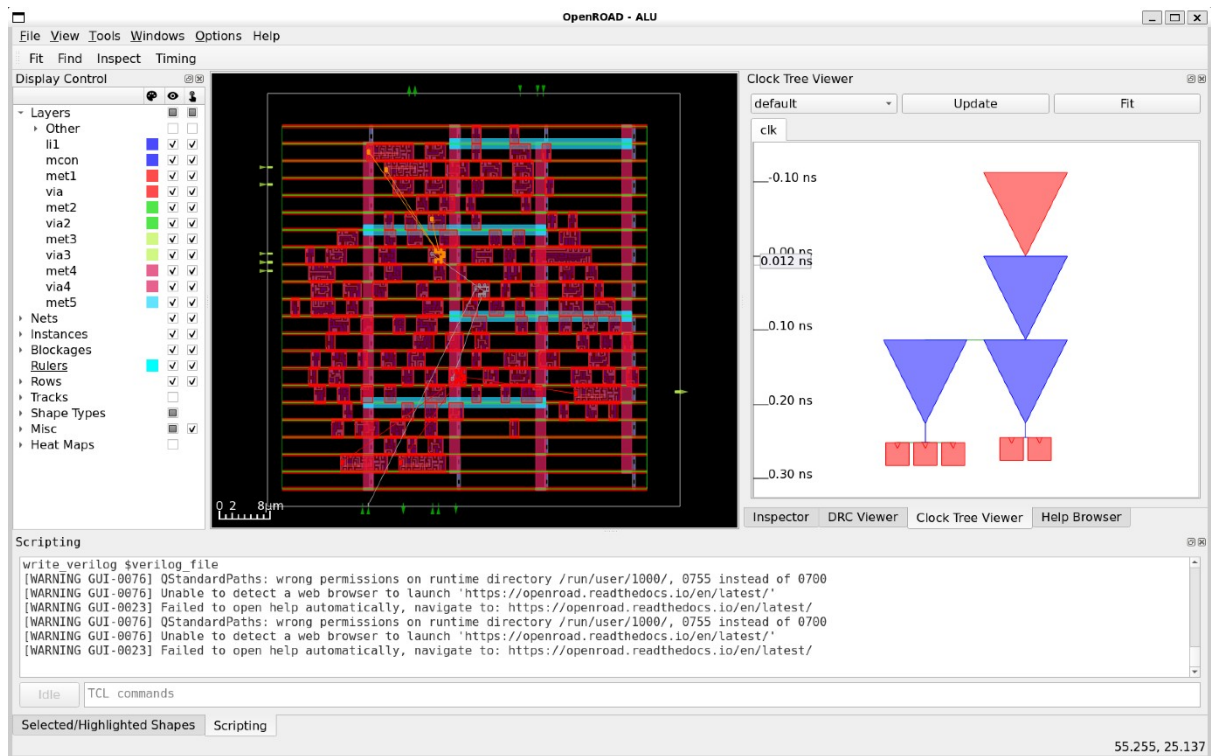 OpenROAD - ALU
File View Tools Windows Options Help
Fit Find Inspect Timing
Display Control
Layers
Other
li1
mcon
met1
via
met2
via2
met3
via3
met4
via4
met5
Nets
Instances
Blockages
Rulers
Rows
Tracks
Shape Types
Misc
Heat Maps
0 2 8μm
Clock Tree Viewer
default Update Fit
clk
-0.10 ns
0.00 ns
0.012 ns
0.10 ns
0.20 ns
0.30 ns
Inspector DRC Viewer Clock Tree Viewer Help Browser
Scripting
write_verilog $verilog_file
[WARNING GUI-0076] QStandardPaths: wrong permissions on runtime directory /run/user/1000/, 0755 instead of 0700
[WARNING GUI-0076] Unable to detect a web browser to launch 'https://openroad.readthedocs.io/en/latest/'
[WARNING GUI-0023] Failed to open help automatically, navigate to: https://openroad.readthedocs.io/en/latest/
[WARNING GUI-0076] QStandardPaths: wrong permissions on runtime directory /run/user/1000/, 0755 instead of 0700
[WARNING GUI-0076] Unable to detect a web browser to launch 'https://openroad.readthedocs.io/en/latest/'
[WARNING GUI-0023] Failed to open help automatically, navigate to: https://openroad.readthedocs.io/en/latest/
Idle TCL commands
Selected/Highlighted Shapes Scripting
55.255, 25.137